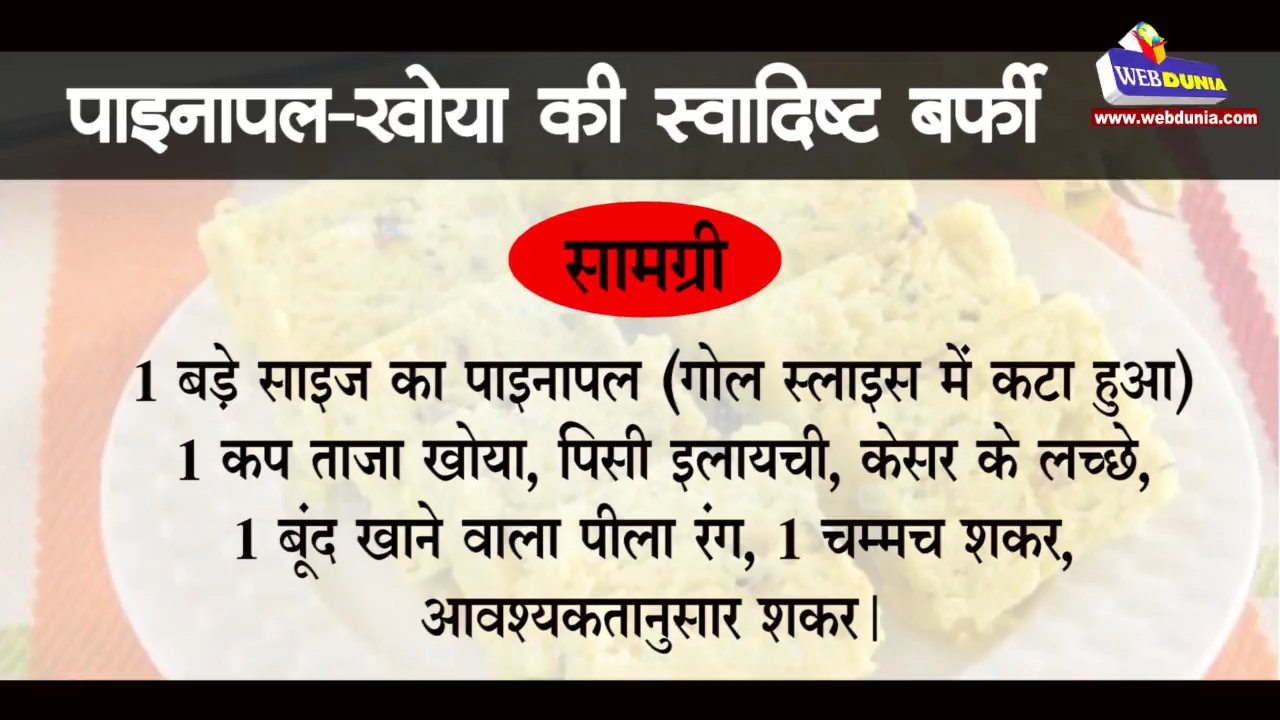 पाइनापल-खोया की स्वादिष्ट बर्फी
WEBDUNIA
www.webdunia.com
सामग्री
1 बड़े साइज का पाइनापल (गोल स्लाइस में कटा हुआ)
1 कप ताजा खोया, पिसी इलायची, केसर के लच्छे,
1 बूंद खाने वाला पीला रंग, 1 चम्मच शकर,
आवश्यकतानुसार शकर।